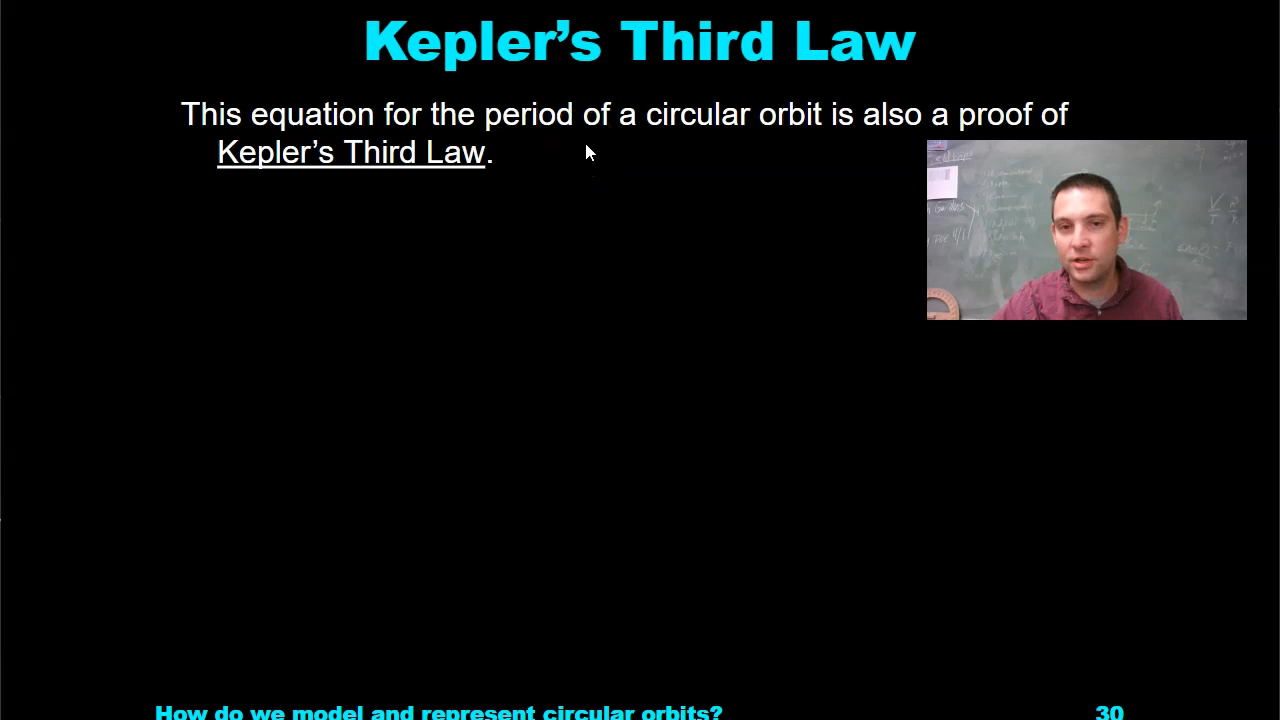 Kepler’s Third Law
This equation for the period of a circular orbit is also a proof of
Kepler’s Third Law.
How do we model and represent circular orbits?
30